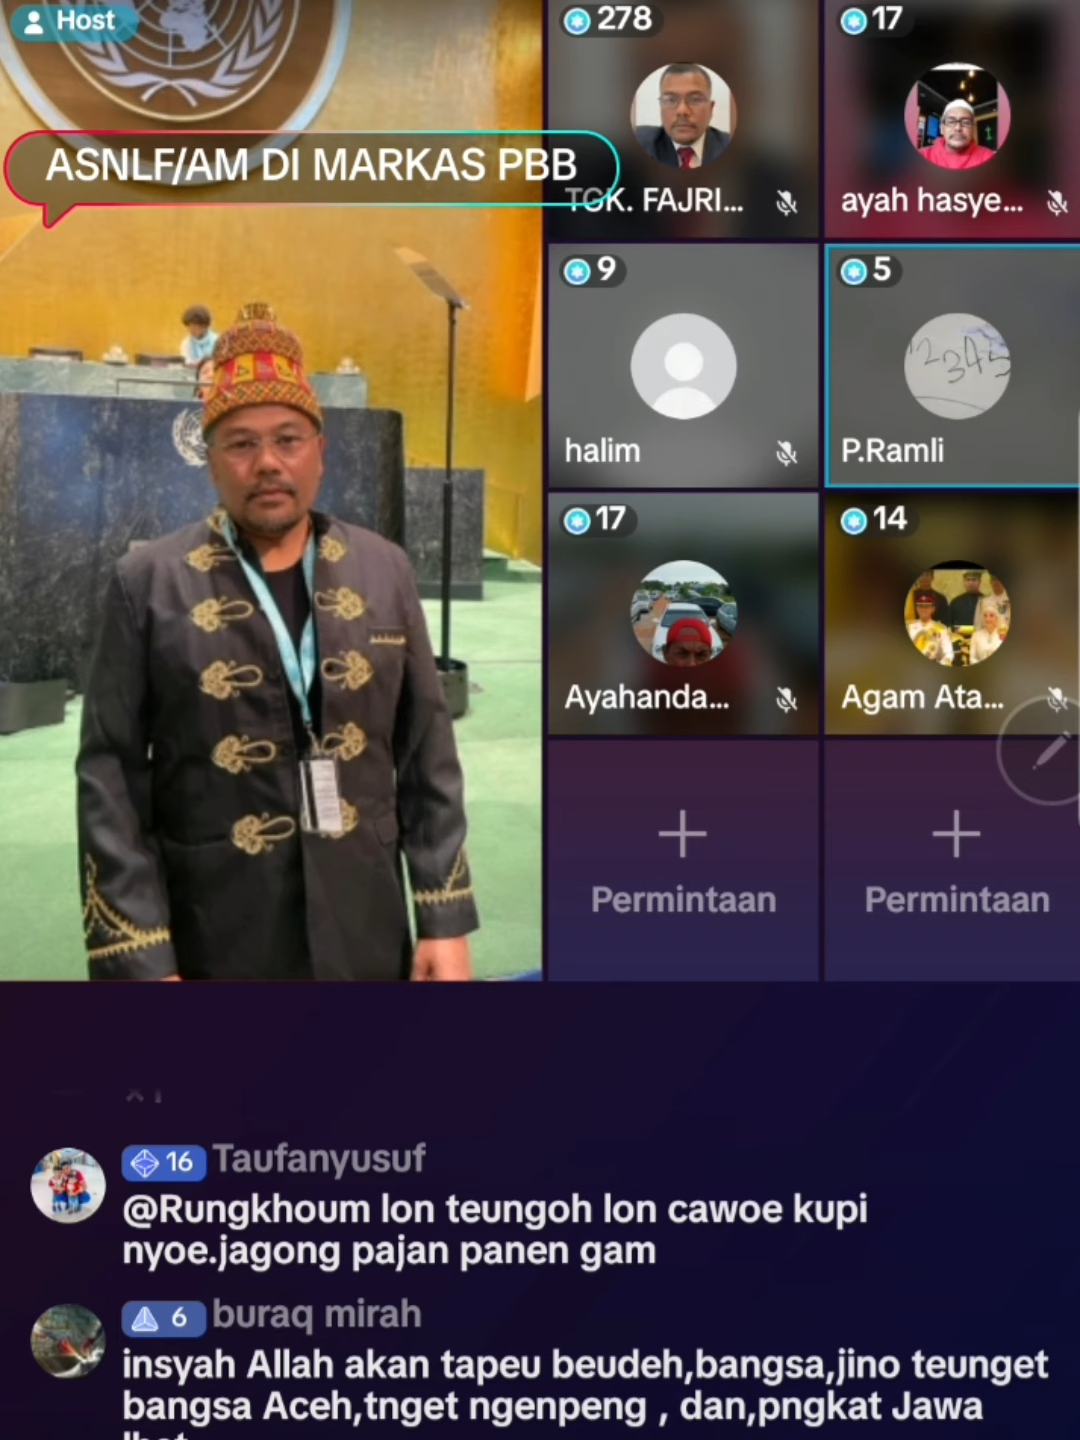 Host
ASNLF/AM DI MARKAS PBB
278
TGK. FAJRI...
17
ayah hasye...
9
halim
5
12345
P.Ramli
17
Ayahanda...
14
Agam Ata...
Permintaan
Permintaan
16 Taufanyusuf
@Rungkhoum lon teungoh lon cawoe kupi
nyoe.jagong pajan panen gam
6 buraq mirah
insyah Allah akan tapeu beudeh,bangsa,jino teunget
bangsa Aceh,tnget ngenpeng , dan,pngkat Jawa